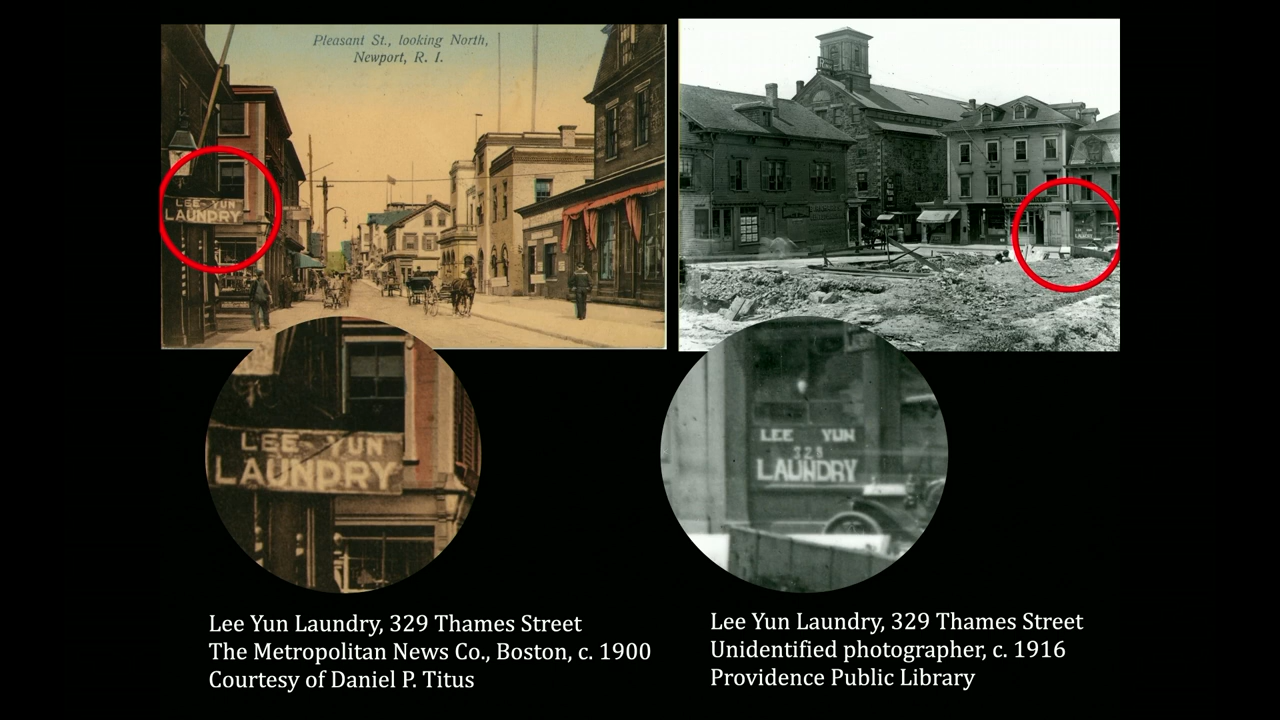 Pleasant St., looking North,
Newport, R. I.
LEE YUN
LAUNDRY
LEE YUN
LAUNDRY
LEE YUN
329
LAUNDRY
Lee Yun Laundry, 329 Thames Street
The Metropolitan News Co., Boston, c. 1900
Courtesy of Daniel P. Titus
Lee Yun Laundry, 329 Thames Street
Unidentified photographer, c. 1916
Providence Public Library